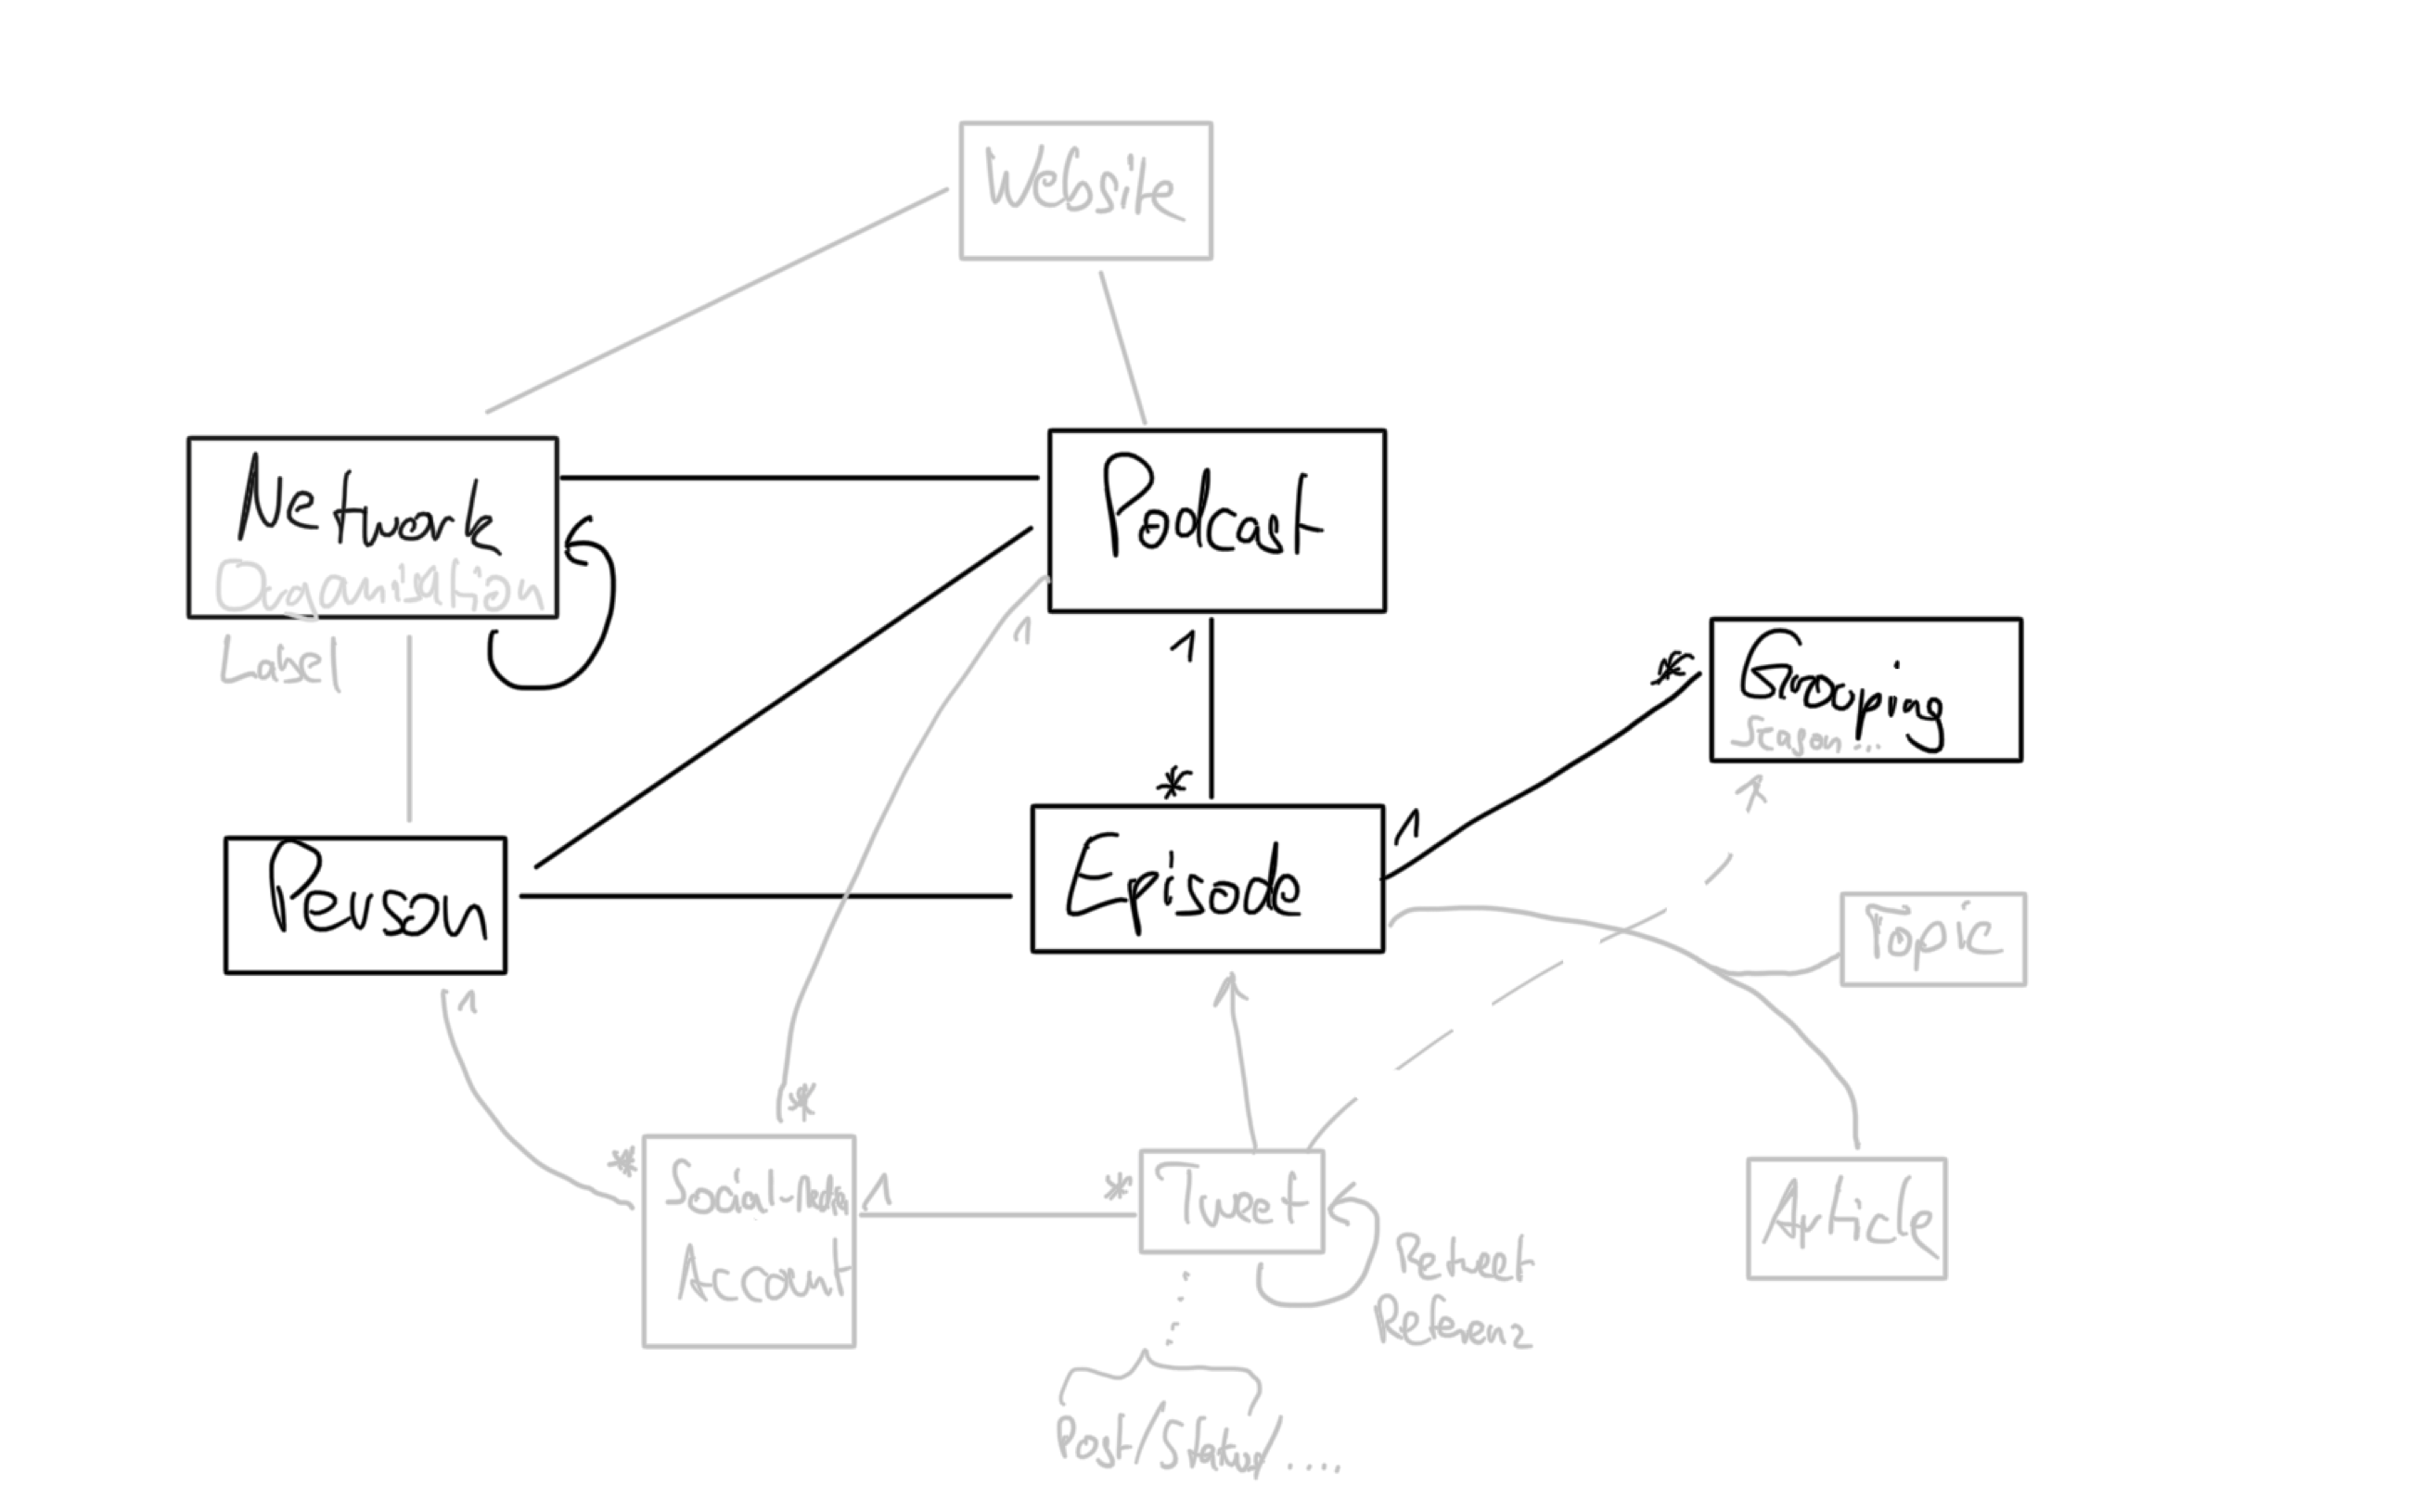 Website
Network
Organisation
Label
Podcast
1
1
*
*
Grouping
Season...
Person
Episode
1
Topic
1
*
*
Social-Media
Account
1
*
Tweet
Retweet
Referenz
Article
Post/Status/....